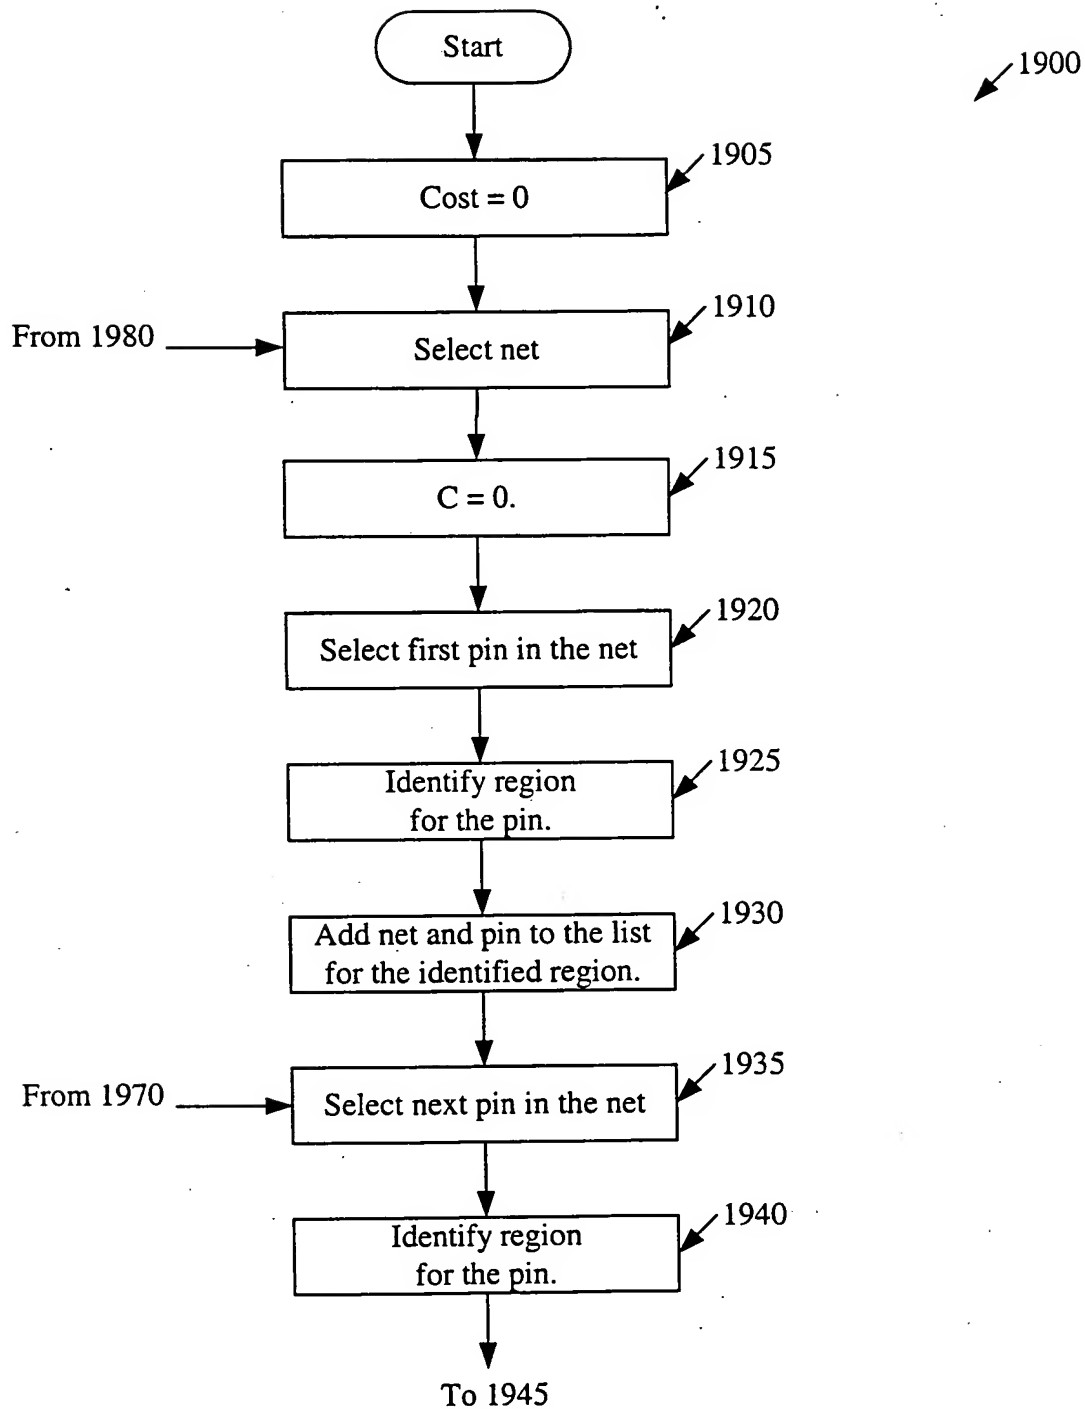 Start
1900
1905
Cost = 0
1910
From 1980
Select net
1915
C = 0.
1920
Select first pin in the net
1925
Identify region
for the pin.
1930
Add net and pin to the list
for the identified region.
1935
From 1970
Select next pin in the net
1940
Identify region
for the pin.
To 1945